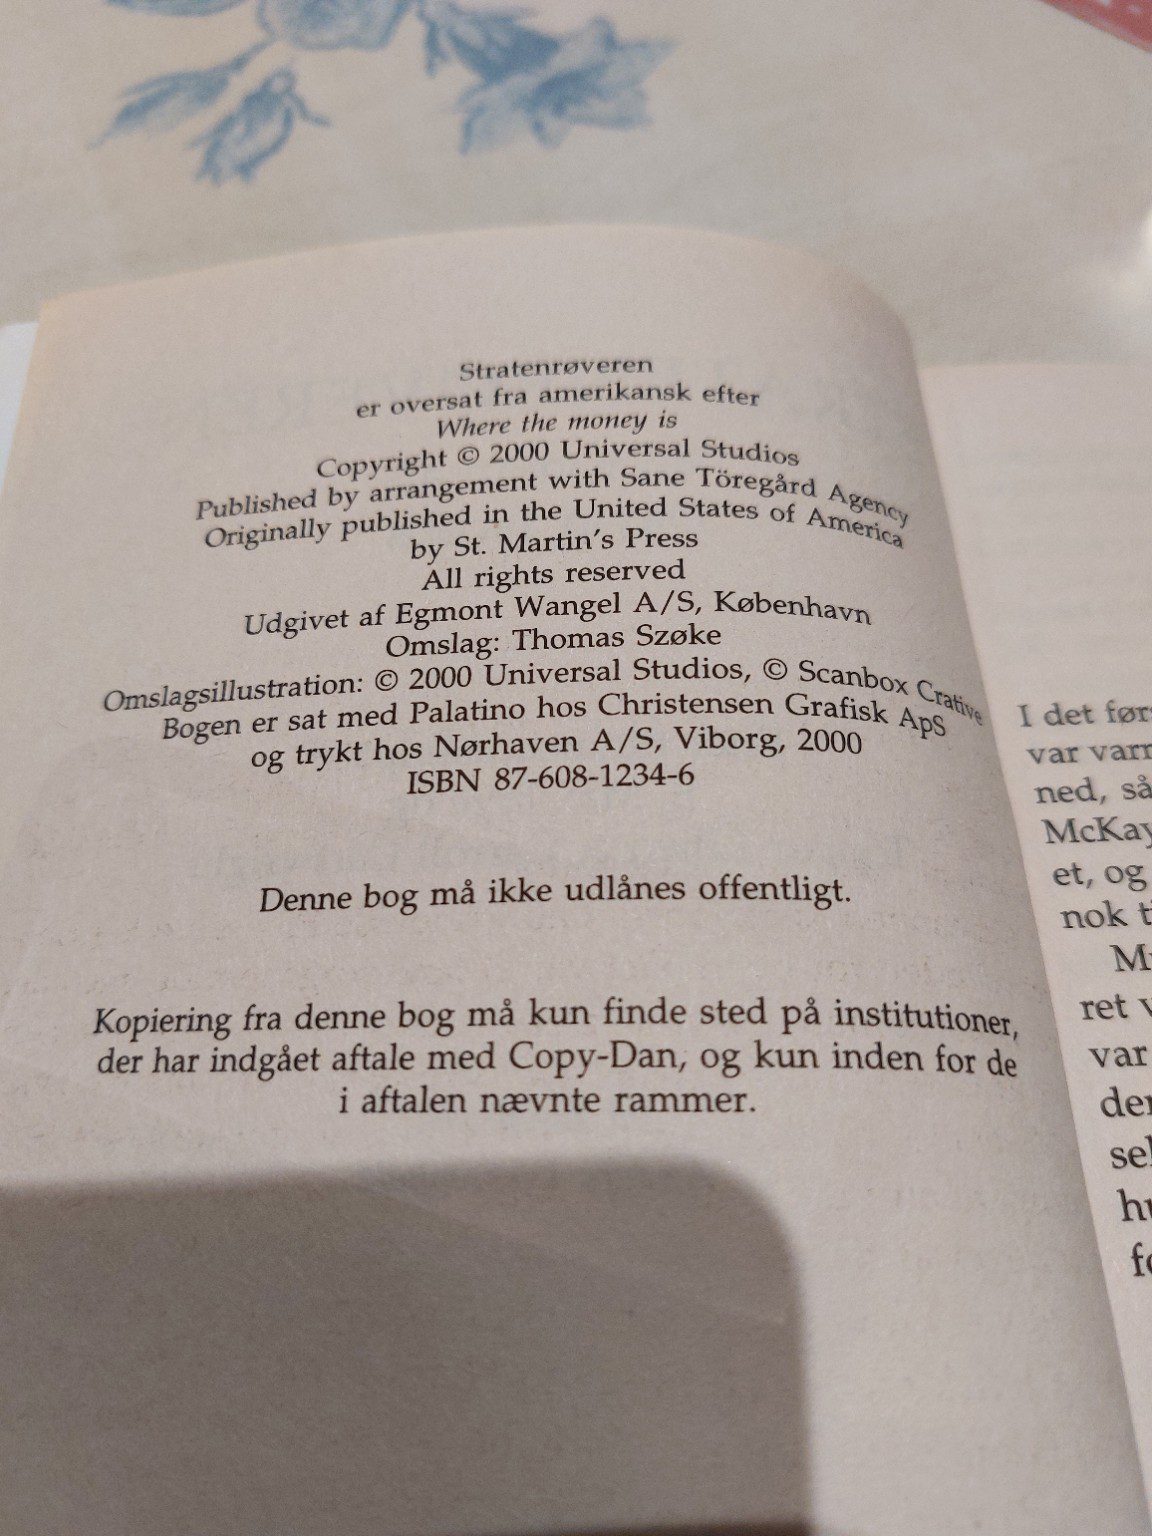 Stratenrøveren
er oversat fra amerikansk efter
Where the money is
Copyright © 2000 Universal Studios
Published by arrangement with Sane Töregård Agency
Originally published in the United States of America
by St. Martin's Press
All rights reserved
Udgivet af Egmont Wangel A/S, København
Omslag: Thomas Szøke
Omslagsillustration: © 2000 Universal Studios, © Scanbox Crative
Bogen er sat med Palatino hos Christensen Grafisk ApS
og trykt hos Nørhaven A/S, Viborg, 2000
ISBN 87-608-1234-6
Denne bog må ikke udlånes offentligt.
Kopiering fra denne bog må kun finde sted på institutioner,
der har indgået aftale med Copy-Dan, og kun inden for de
i aftalen nævnte rammer.
I det
var
ned, så
McKay
et, og
nok
ret
var